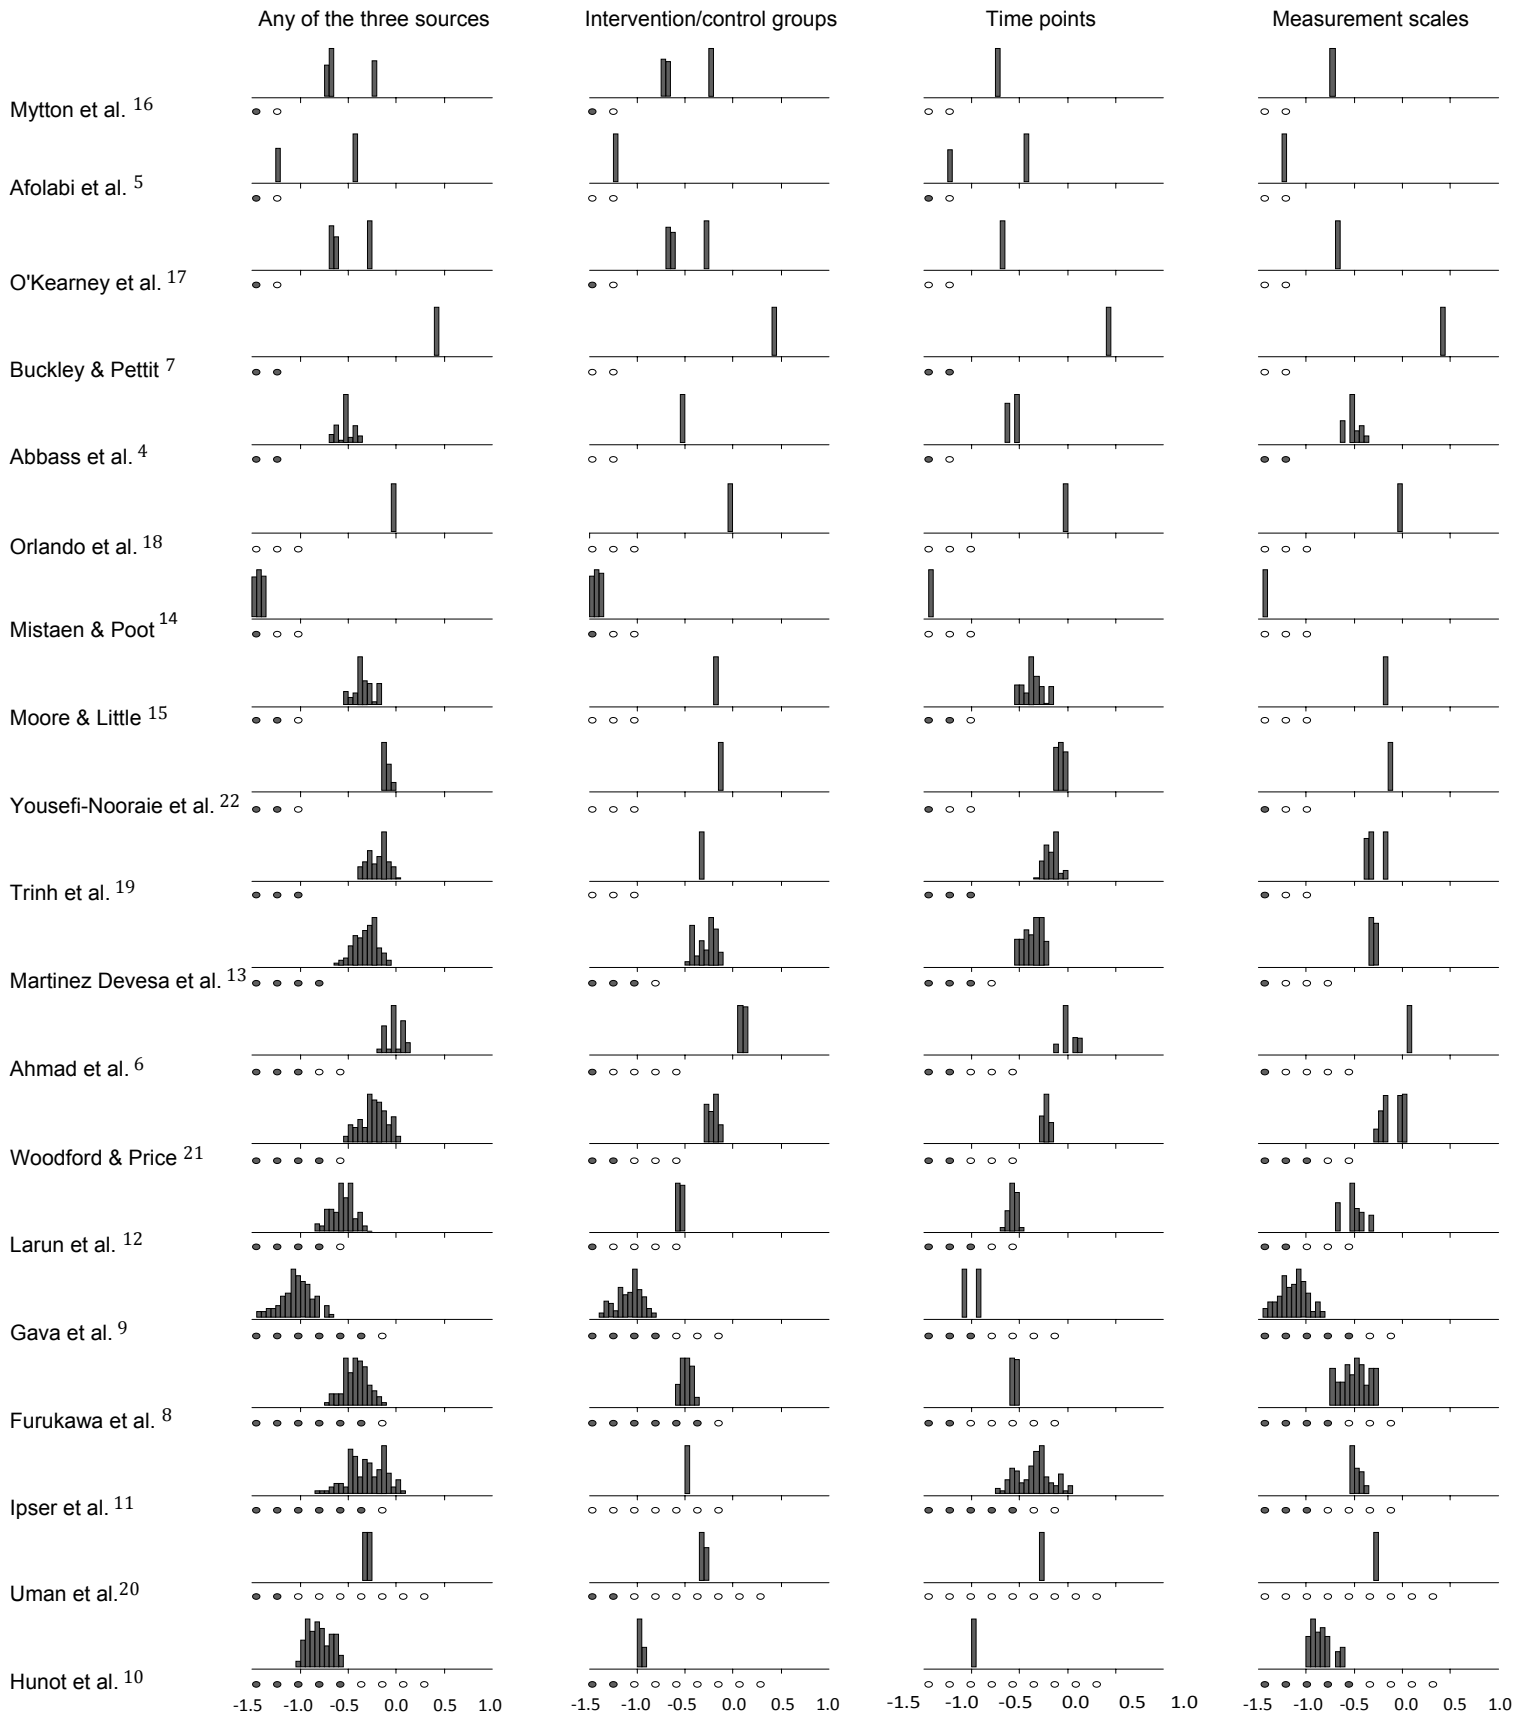 Any of the three sources Intervention/control groups Time points Measurement scales
Mytton et al. 16
Afolabi et al. 5
O'Kearney et al. 17
Buckley & Pettit 7
Abbass et al. 4
Orlando et al. 18
Mistaen & Poot 14
Moore & Little 15
Yousefi-Nooraie et al. 22
Trinh et al. 19
Martinez Devesa et al. 13
Ahmad et al. 6
Woodford & Price 21
Larun et al. 12
Gava et al. 9
Furukawa et al. 8
Ipser et al. 11
Uman et al.20
Hunot et al. 10
-1.5 -1.0 -0.5 0.0 0.5 1.0 -1.5 -1.0 -0.5 0.0 0.5 1.0 -1.5 -1.0 -0.5 0.0 0.5 1.0 -1.5 -1.0 -0.5 0.0 0.5 1.0